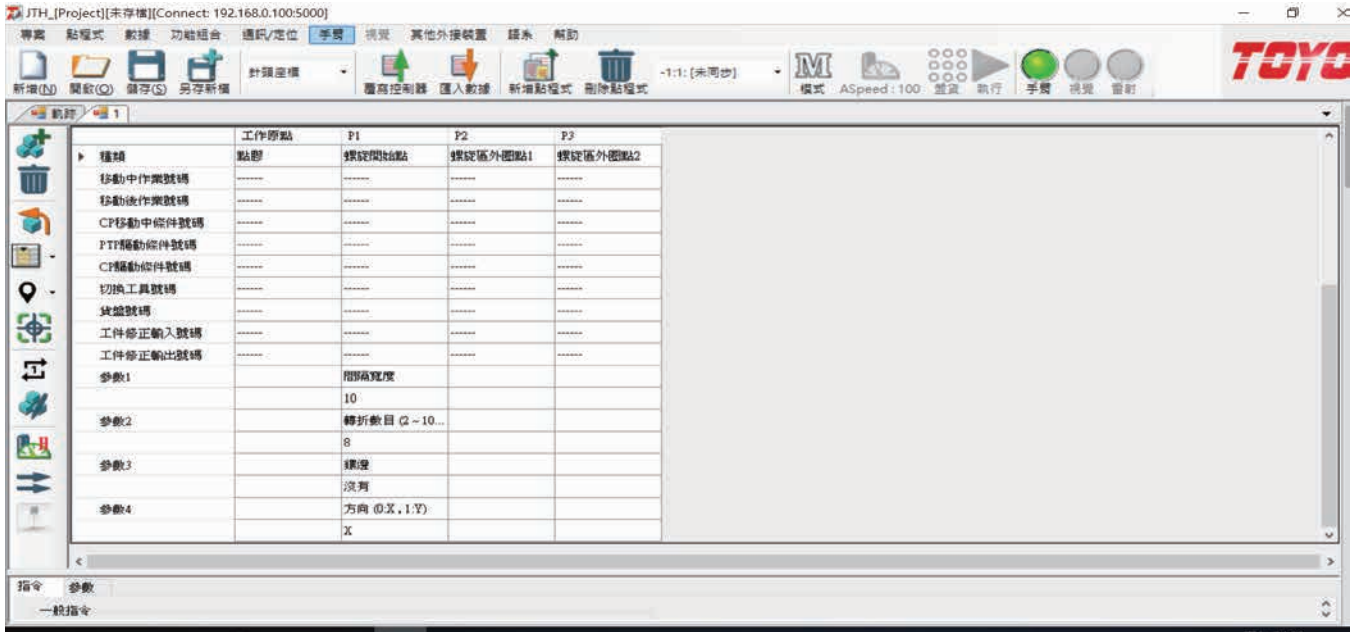 JTH_[Project][未存檔][Connect: 192.168.0.100:5000]
專案 點程式 數據 功能組合 通訊/定位 手臂 視覺 其他外接裝置 語系 幫助
新增(N) 開啟(O) 儲存(S) 另存新檔 針頭座標 覆寫控制器 匯入數據 新增點程式 刪除點程式 -1:1: [未同步] 模式 ASpeed : 100 執行 手臂 視覺 雷射
TOYO
軌跡 1
工作原點 P1 P2 P3
種類 點膠 螺旋開始點 螺旋區外圈點1 螺旋區外圈點2
移動中作業號碼 ------ ------ ------ ------
移動後作業號碼 ------ ------ ------ ------
CP移動中條件號碼 ------ ------ ------ ------
PTP驅動條件號碼 ------ ------ ------ ------
CP驅動條件號碼 ------ ------ ------ ------
切換工具號碼 ------ ------ ------ ------
貨盤號碼 ------ ------ ------ ------
工件修正輸入號碼 ------ ------ ------ ------
工件修正輸出號碼 ------ ------ ------ ------
參數1 間隔寬度
10
參數2 轉折數目 (2 ~ 10...
8
參數3
沒有
參數4 方向 (0:X , 1:Y)
X
指令 參數
一般指令